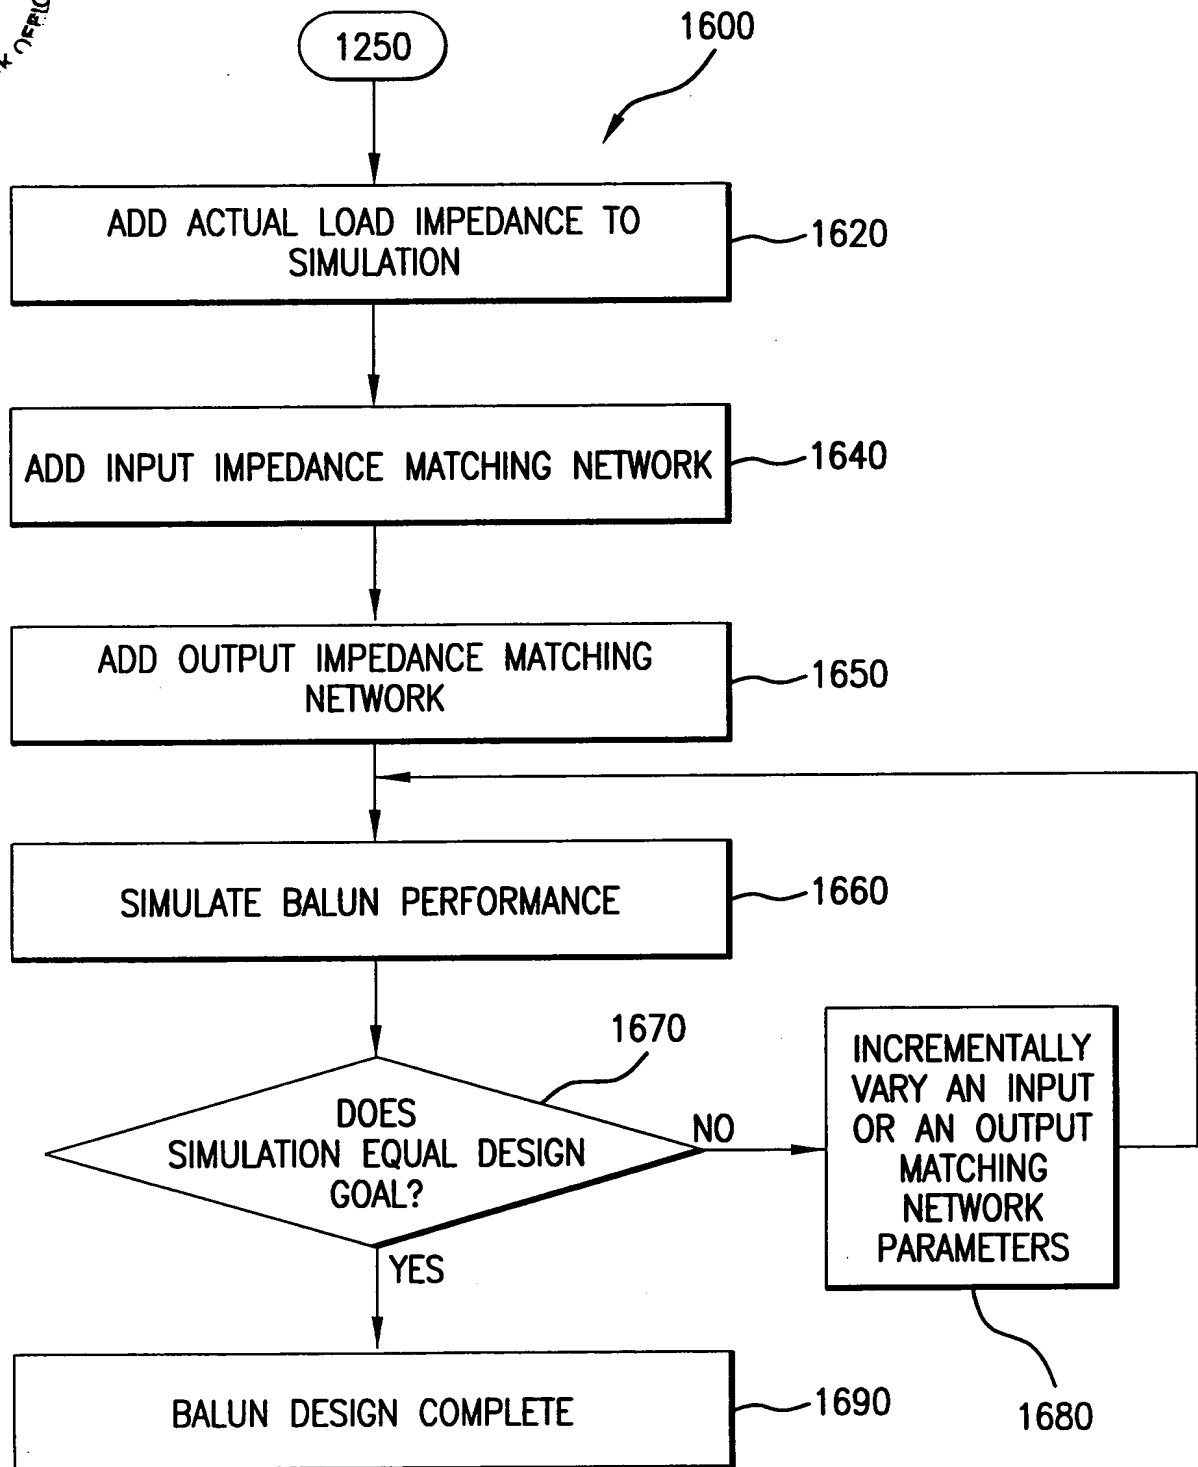 OFFIC
1250
1600
ADD ACTUAL LOAD IMPEDANCE TO
SIMULATION
1620
ADD INPUT IMPEDANCE MATCHING NETWORK
1640
ADD OUTPUT IMPEDANCE MATCHING
NETWORK
1650
SIMULATE BALUN PERFORMANCE
1660
1670
DOES
SIMULATION EQUAL DESIGN
GOAL?
NO
YES
INCREMENTALLY
VARY AN INPUT
OR AN OUTPUT
MATCHING
NETWORK
PARAMETERS
1680
BALUN DESIGN COMPLETE
1690